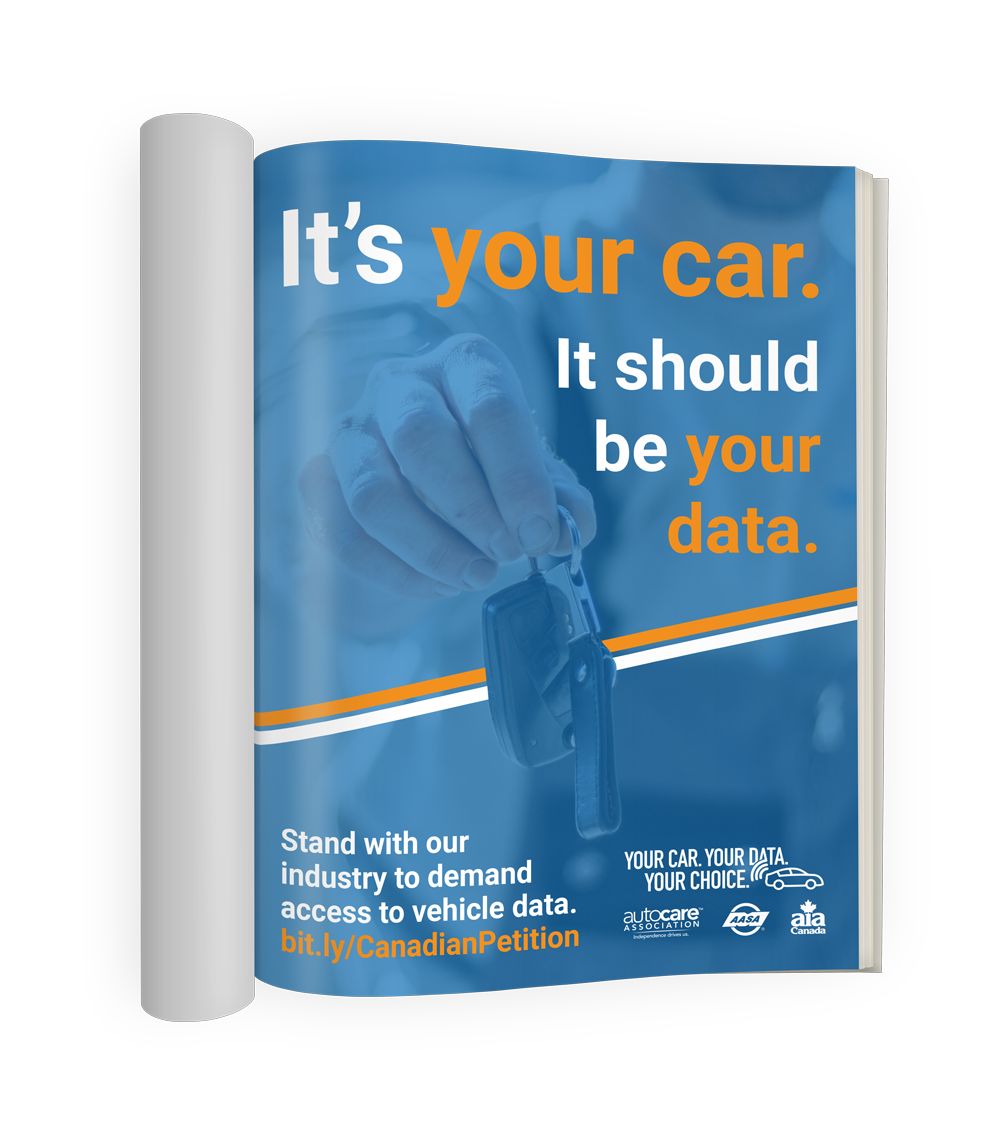 It’s your car.
It should
be your
data.
Stand with our
industry to demand
access to vehicle data.
bit.ly/CanadianPetition
YOUR CAR. YOUR DATA.
YOUR CHOICE.
autocare™
ASSOCIATION
Independence drives us.
AASA®
aia
Canada